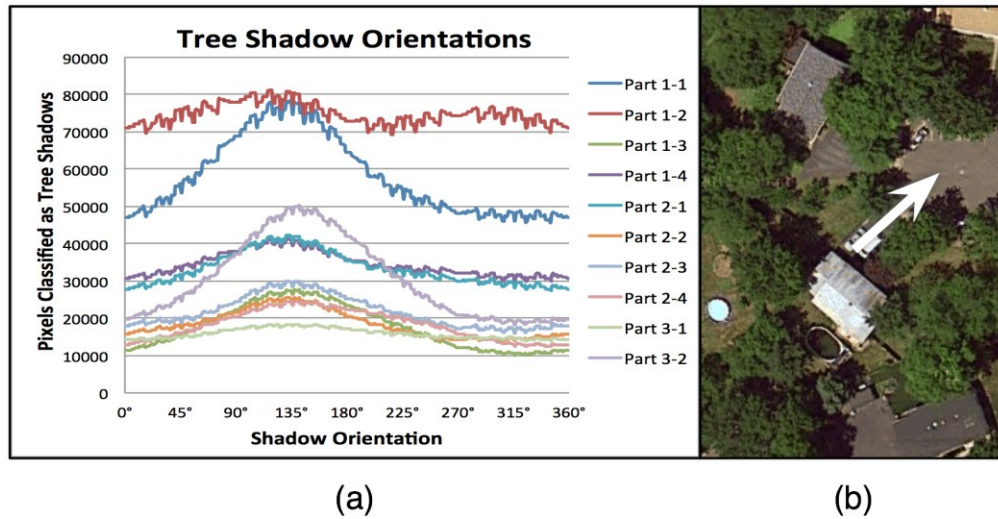 Tree Shadow Orientations
Pixels Classified as Tree Shadows
90000
80000
70000
60000
50000
40000
30000
20000
10000
0
0° 45° 90° 135° 180° 225° 270° 315° 360°
Shadow Orientation
Part 1-1
Part 1-2
Part 1-3
Part 1-4
Part 2-1
Part 2-2
Part 2-3
Part 2-4
Part 3-1
Part 3-2
(a) (b)